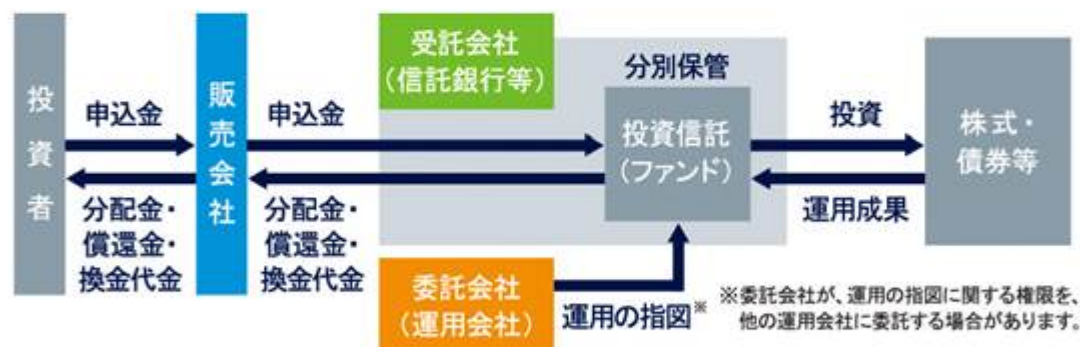 投資者
申込金
分配金・
償還金・
換金代金
販売会社
申込金
分配金・
償還金・
換金代金
受託会社
（信託銀行等）
分別保管
投資信託
（ファンド）
委託会社
（運用会社）
運用の指図※
投資
運用成果
株式・
債券等
※委託会社が、運用の指図に関する権限を、
他の運用会社に委託する場合があります。